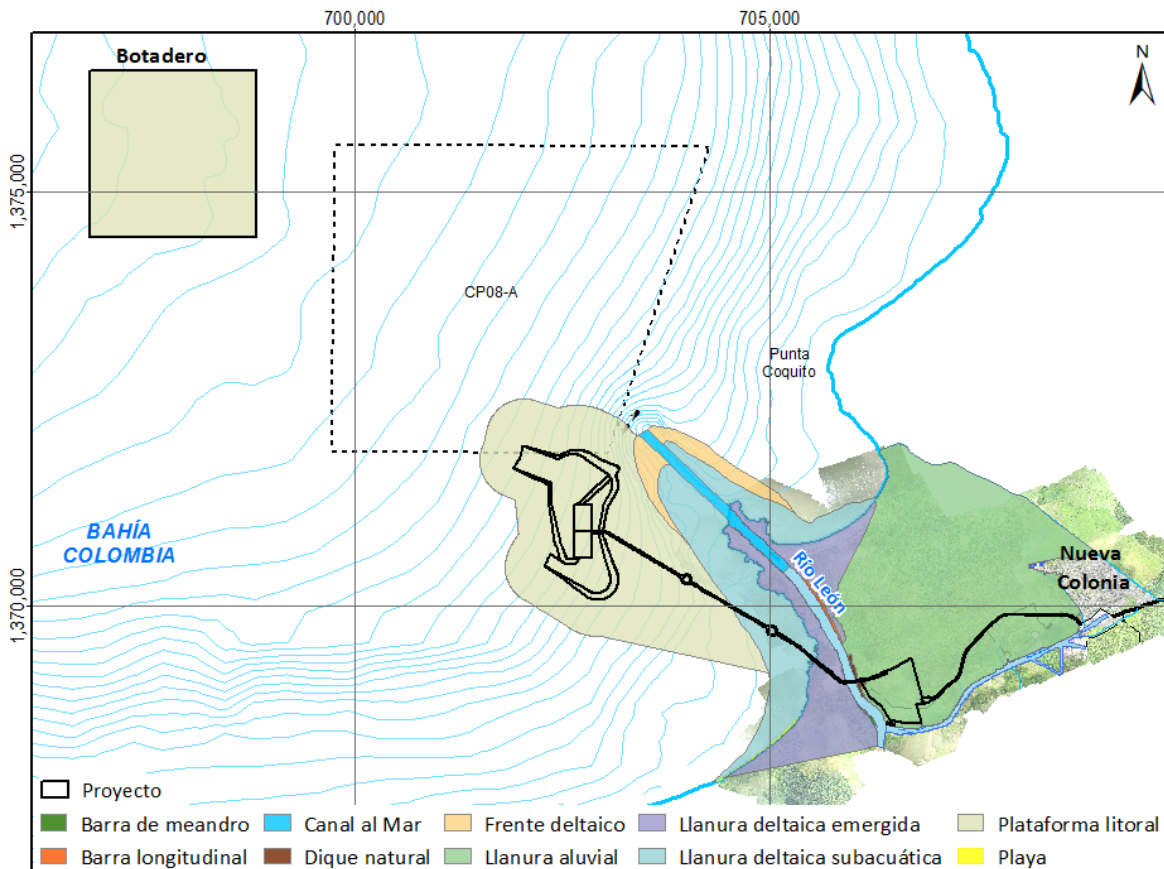 700,000
705,000
Botadero
N
1,375,000
CP08-A
Punta
Coquito
BAHÍA
COLOMBIA
Río León
Nueva
Colonia
1,370,000
Proyecto
Barra de meandro
Canal al Mar
Frente deltaico
Llanura deltaica emergida
Plataforma litoral
Barra longitudinal
Dique natural
Llanura aluvial
Llanura deltaica subacuática
Playa